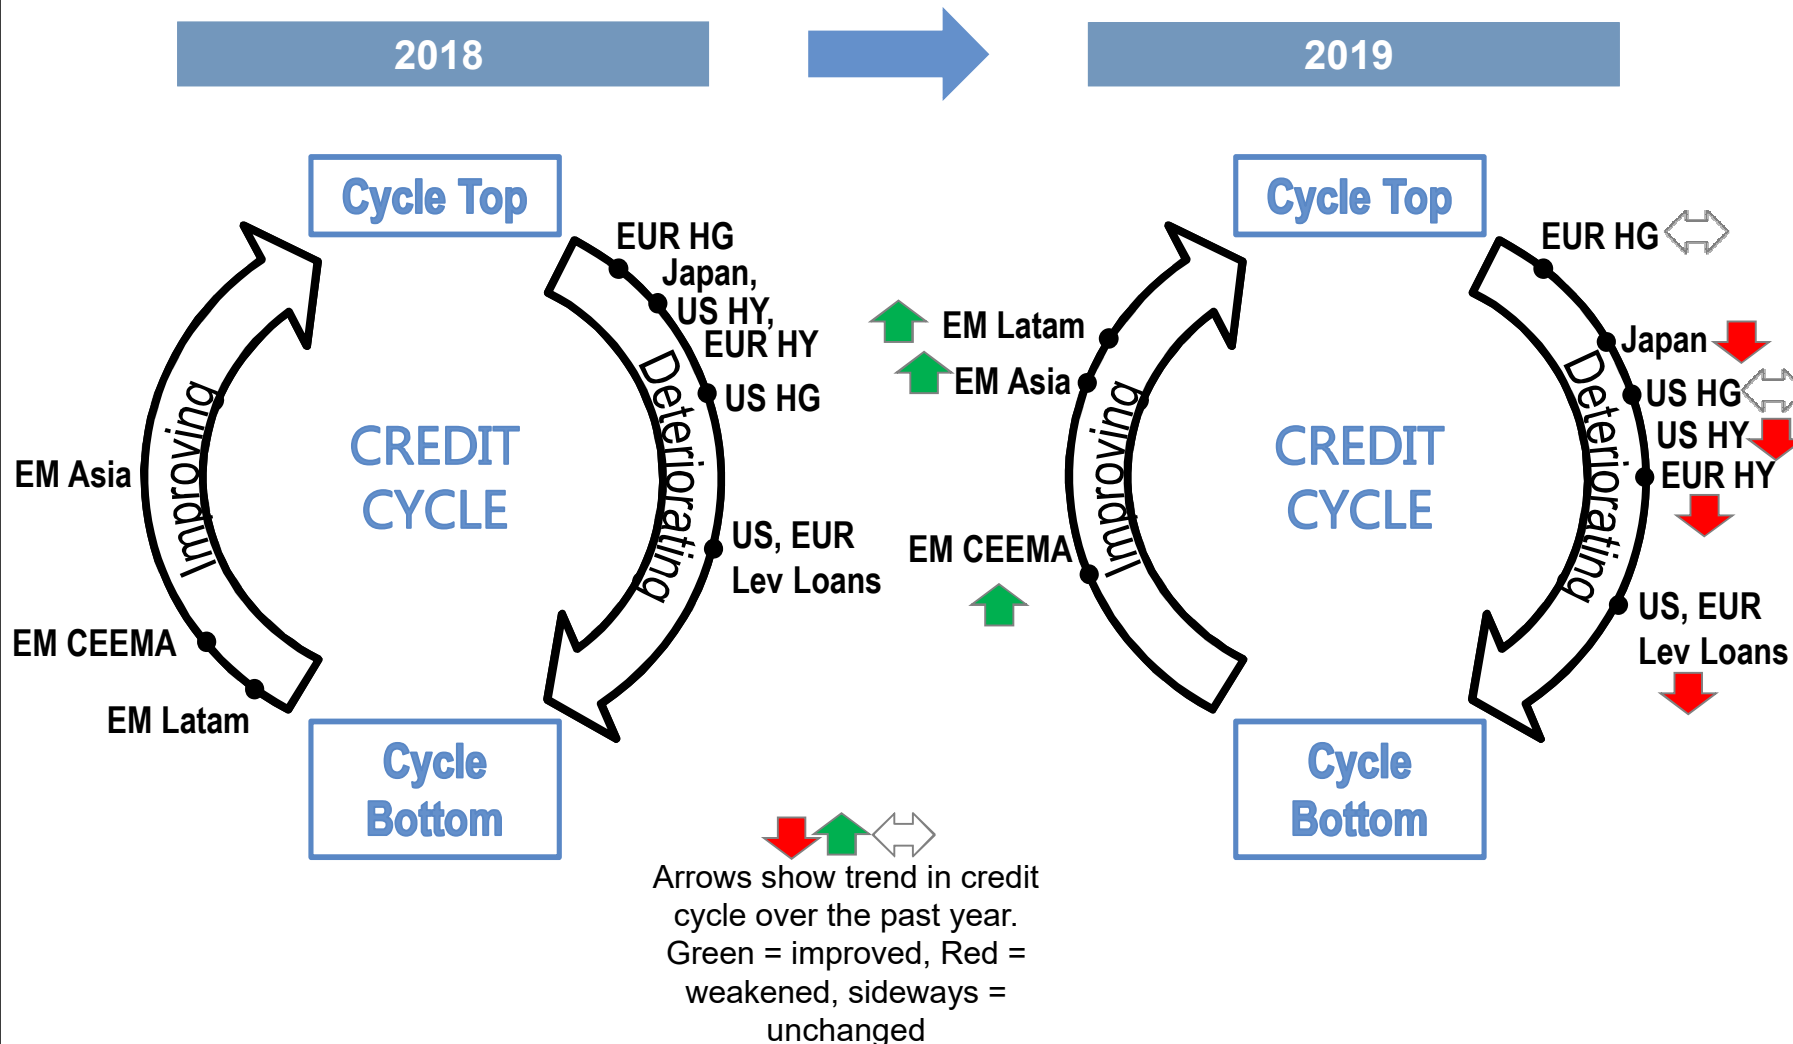 2018
2019
Cycle Top
EUR HG
Japan,
US HY,
EUR HY
US HG
Improving
CREDIT
CYCLE
Deteriorating
EM Asia
US, EUR
Lev Loans
EM CEEMA
EM Latam
Cycle
Bottom
Cycle Top
EUR HG
EM Latam
Japan
EM Asia
US HG
US HY
Improving
CREDIT
CYCLE
Deteriorating
EUR HY
EM CEEMA
US, EUR
Lev Loans
Cycle
Bottom
Arrows show trend in credit
cycle over the past year.
Green = improved, Red =
weakened, sideways =
unchanged